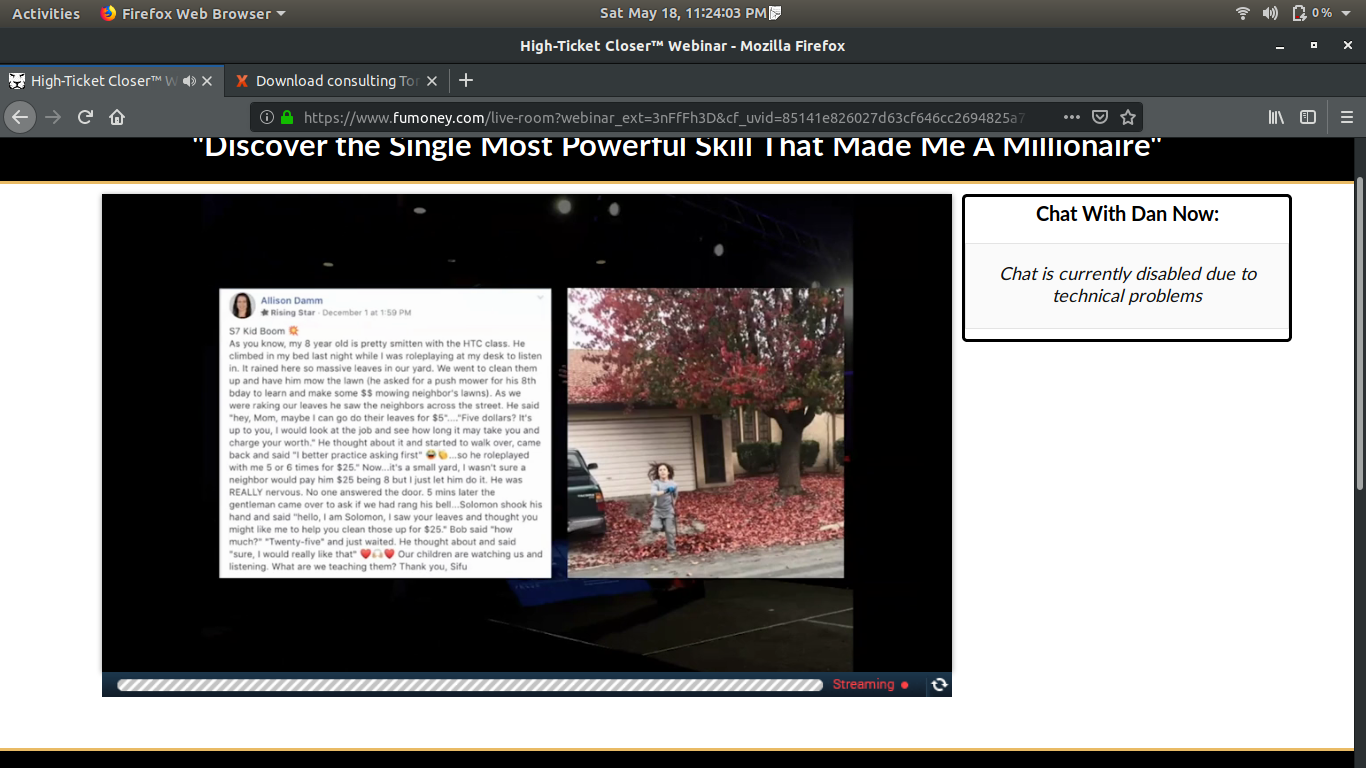 Activities Firefox Web Browser Sat May 18, 11:24:03 PM 0 %
High-Ticket Closer™ Webinar - Mozilla Firefox
High-Ticket Closer™ W Download consulting Tor
https://www.fumoney.com/live-room?webinar_ext=3nFfFh3D&cf_uvid=85141e826027d63cf646cc2694825a7
"Discover the Single Most Powerful Skill That Made Me A Millionaire"
Allison Damm
Rising Star · December 1 at 1:59 PM
S7 Kid Boom 💥
As you know, my 8 year old is pretty smitten with the HTC class. He
climbed in my bed last night while I was roleplaying at my desk to listen
in. It rained here so massive leaves in our yard. We went to clean them
up and have him mow the lawn (he asked for a push mower for his 8th
bday to learn and make some $$ mowing neighbor's lawns). As we
were raking our leaves he saw the neighbors across the street. He said
"hey, Mom, maybe I can go do their leaves for $5"...."Five dollars? It's
up to you, I would look at the job and see how long it may take you and
charge your worth." He thought about it and started to walk over, came
back and said "I better practice asking first" 😂👏...so he roleplayed
with me 5 or 6 times for $25." Now...it's a small yard, I wasn't sure a
neighbor would pay him $25 being 8 but I just let him do it. He was
REALLY nervous. No one answered the door. 5 mins later the
gentleman came over to ask if we had rang his bell...Solomon shook his
hand and said "hello, I am Solomon, I saw your leaves and thought you
might like me to help you clean those up for $25." Bob said "how
much?" "Twenty-five" and just waited. He thought about and said
"sure, I would really like that" ❤️🙌❤️ Our children are watching us and
listening. What are we teaching them? Thank you, Sifu
Streaming
Chat With Dan Now:
Chat is currently disabled due to
technical problems